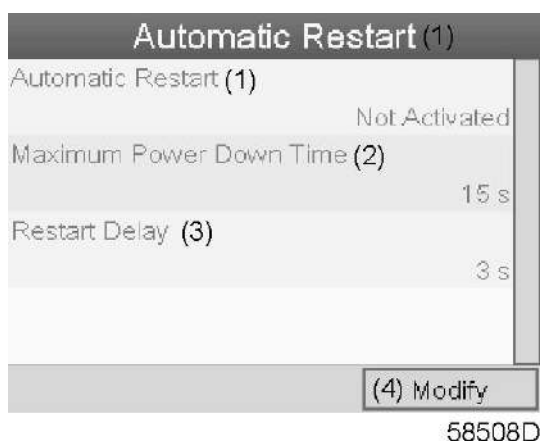 Automatic Restart (1)
Automatic Restart (1)
Not Activated
Maximum Power Down Time (2)
15 s
Restart Delay (3)
3 s
(4) Modify
58508D